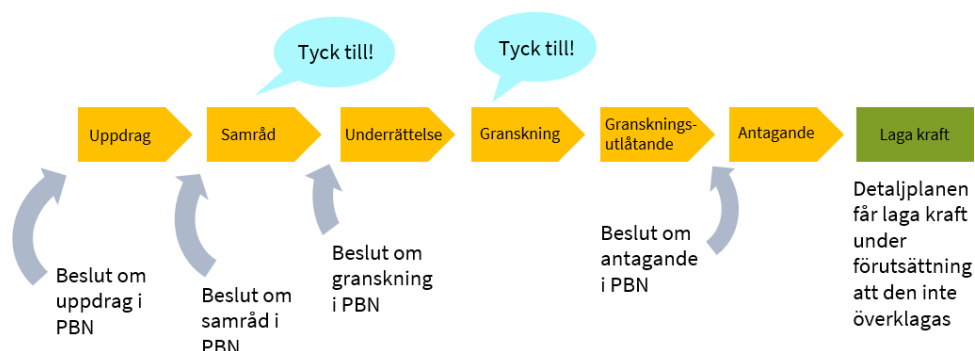 Tyck till!
Tyck till!
Uppdrag
Samråd
Underrättelse
Granskning
Gransknings-
utlåtande
Antagande
Laga kraft
Beslut om
uppdrag i
PBN
Beslut om
samråd i
PBN
Beslut om
granskning
i PBN
Beslut om
antagande
i PBN
Detaljplanen
får laga kraft
under
förutsättning
att den inte
överklagas